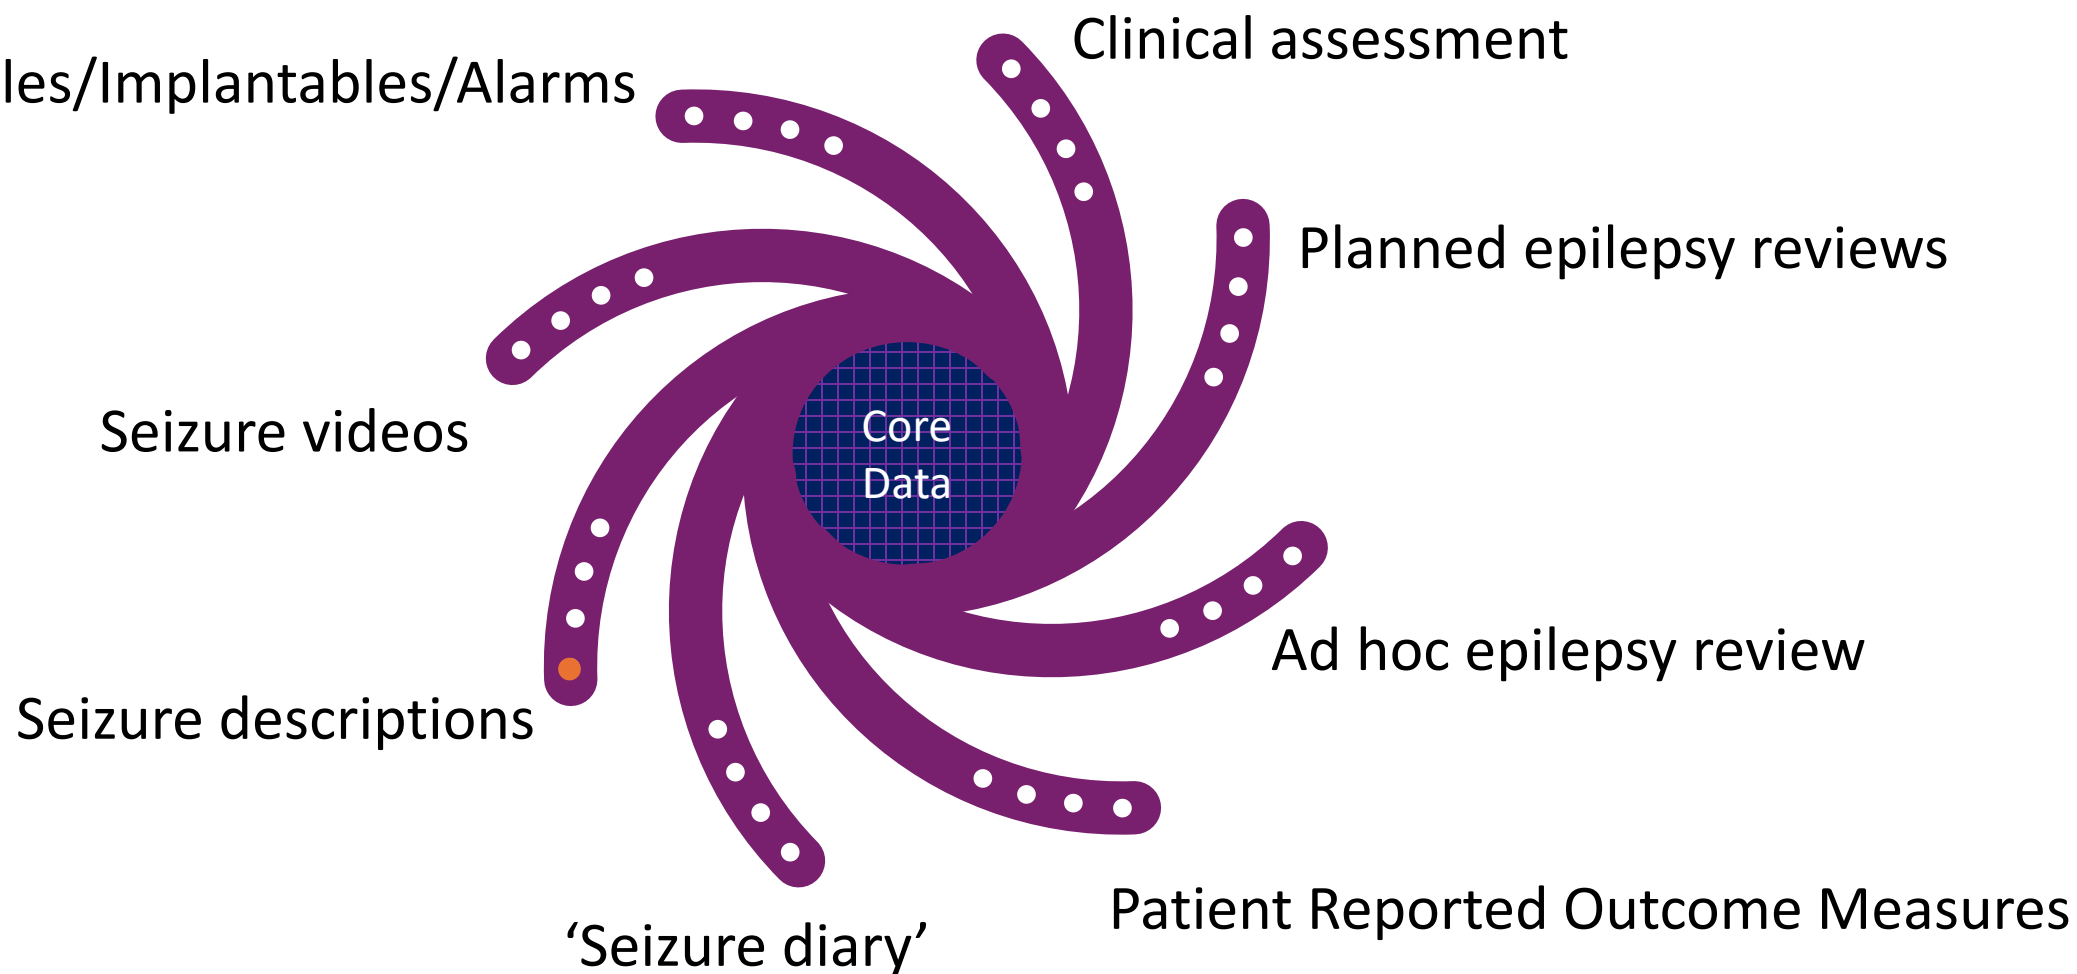 Clinical assessment
les/Implantables/Alarms
Planned epilepsy reviews
Seizure videos
Core
Data
Ad hoc epilepsy review
Seizure descriptions
Patient Reported Outcome Measures
‘Seizure diary’